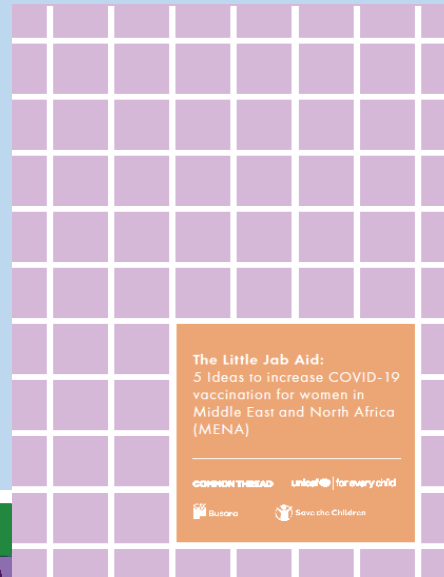 The Little Jab Aid:
5 Ideas to increase COVID-19
vaccination for women in
Middle East and North Africa
(MENA)
COMMON THREAD unicef for every child
Busara Save the Children